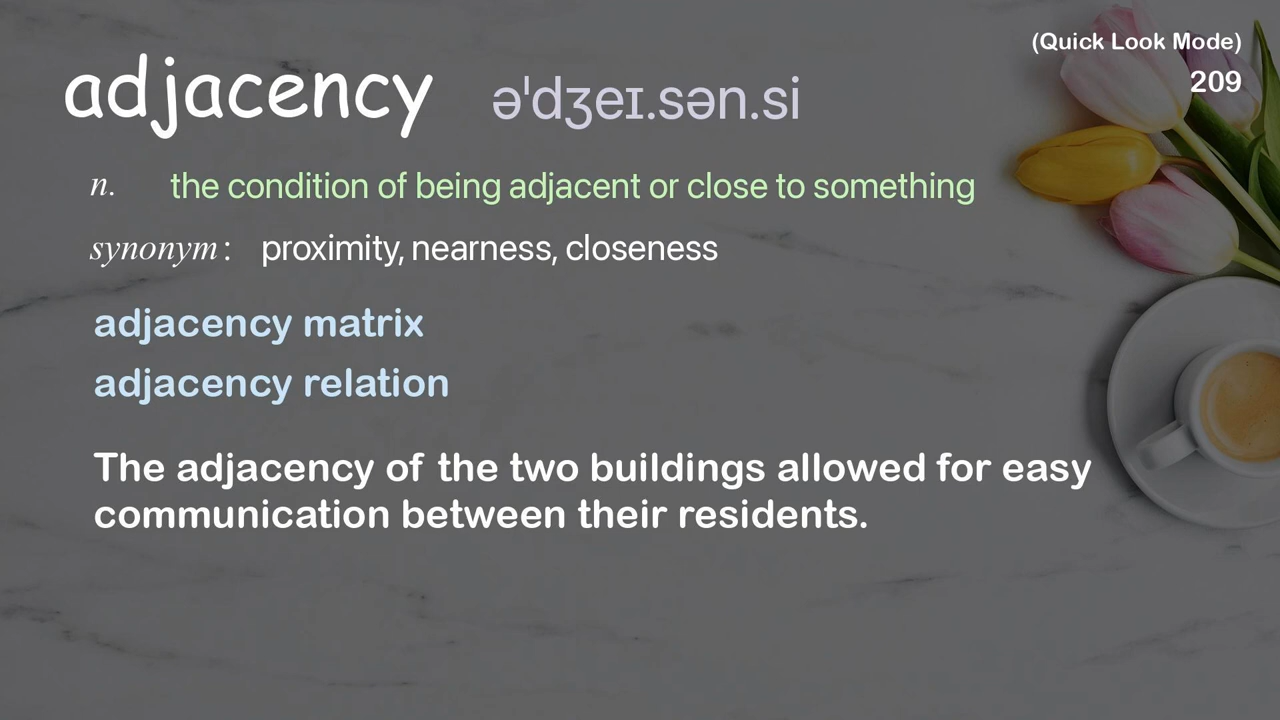 (Quick Look Mode)
209
adjacency əˈdʒeɪ.sən.si
n. the condition of being adjacent or close to something
synonym: proximity, nearness, closeness
adjacency matrix
adjacency relation
The adjacency of the two buildings allowed for easy
communication between their residents.